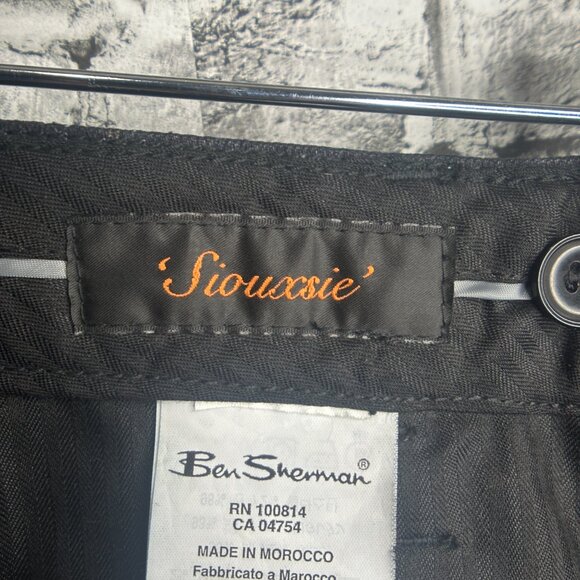 ‘Siouxsie’
Ben Sherman®
RN 100814
CA 04754
MADE IN MOROCCO
Fabbricato a Marocco